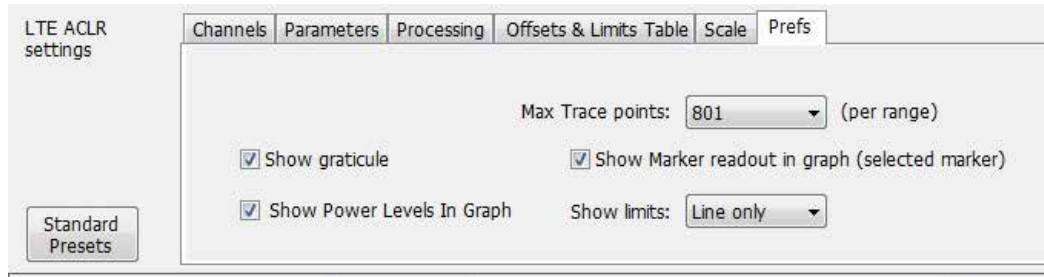 LTE ACLR
settings
Channels Parameters Processing Offsets & Limits Table Scale Prefs
Max Trace points: 801 (per range)
Show graticule Show Marker readout in graph (selected marker)
Show Power Levels In Graph Show limits: Line only
Standard
Presets